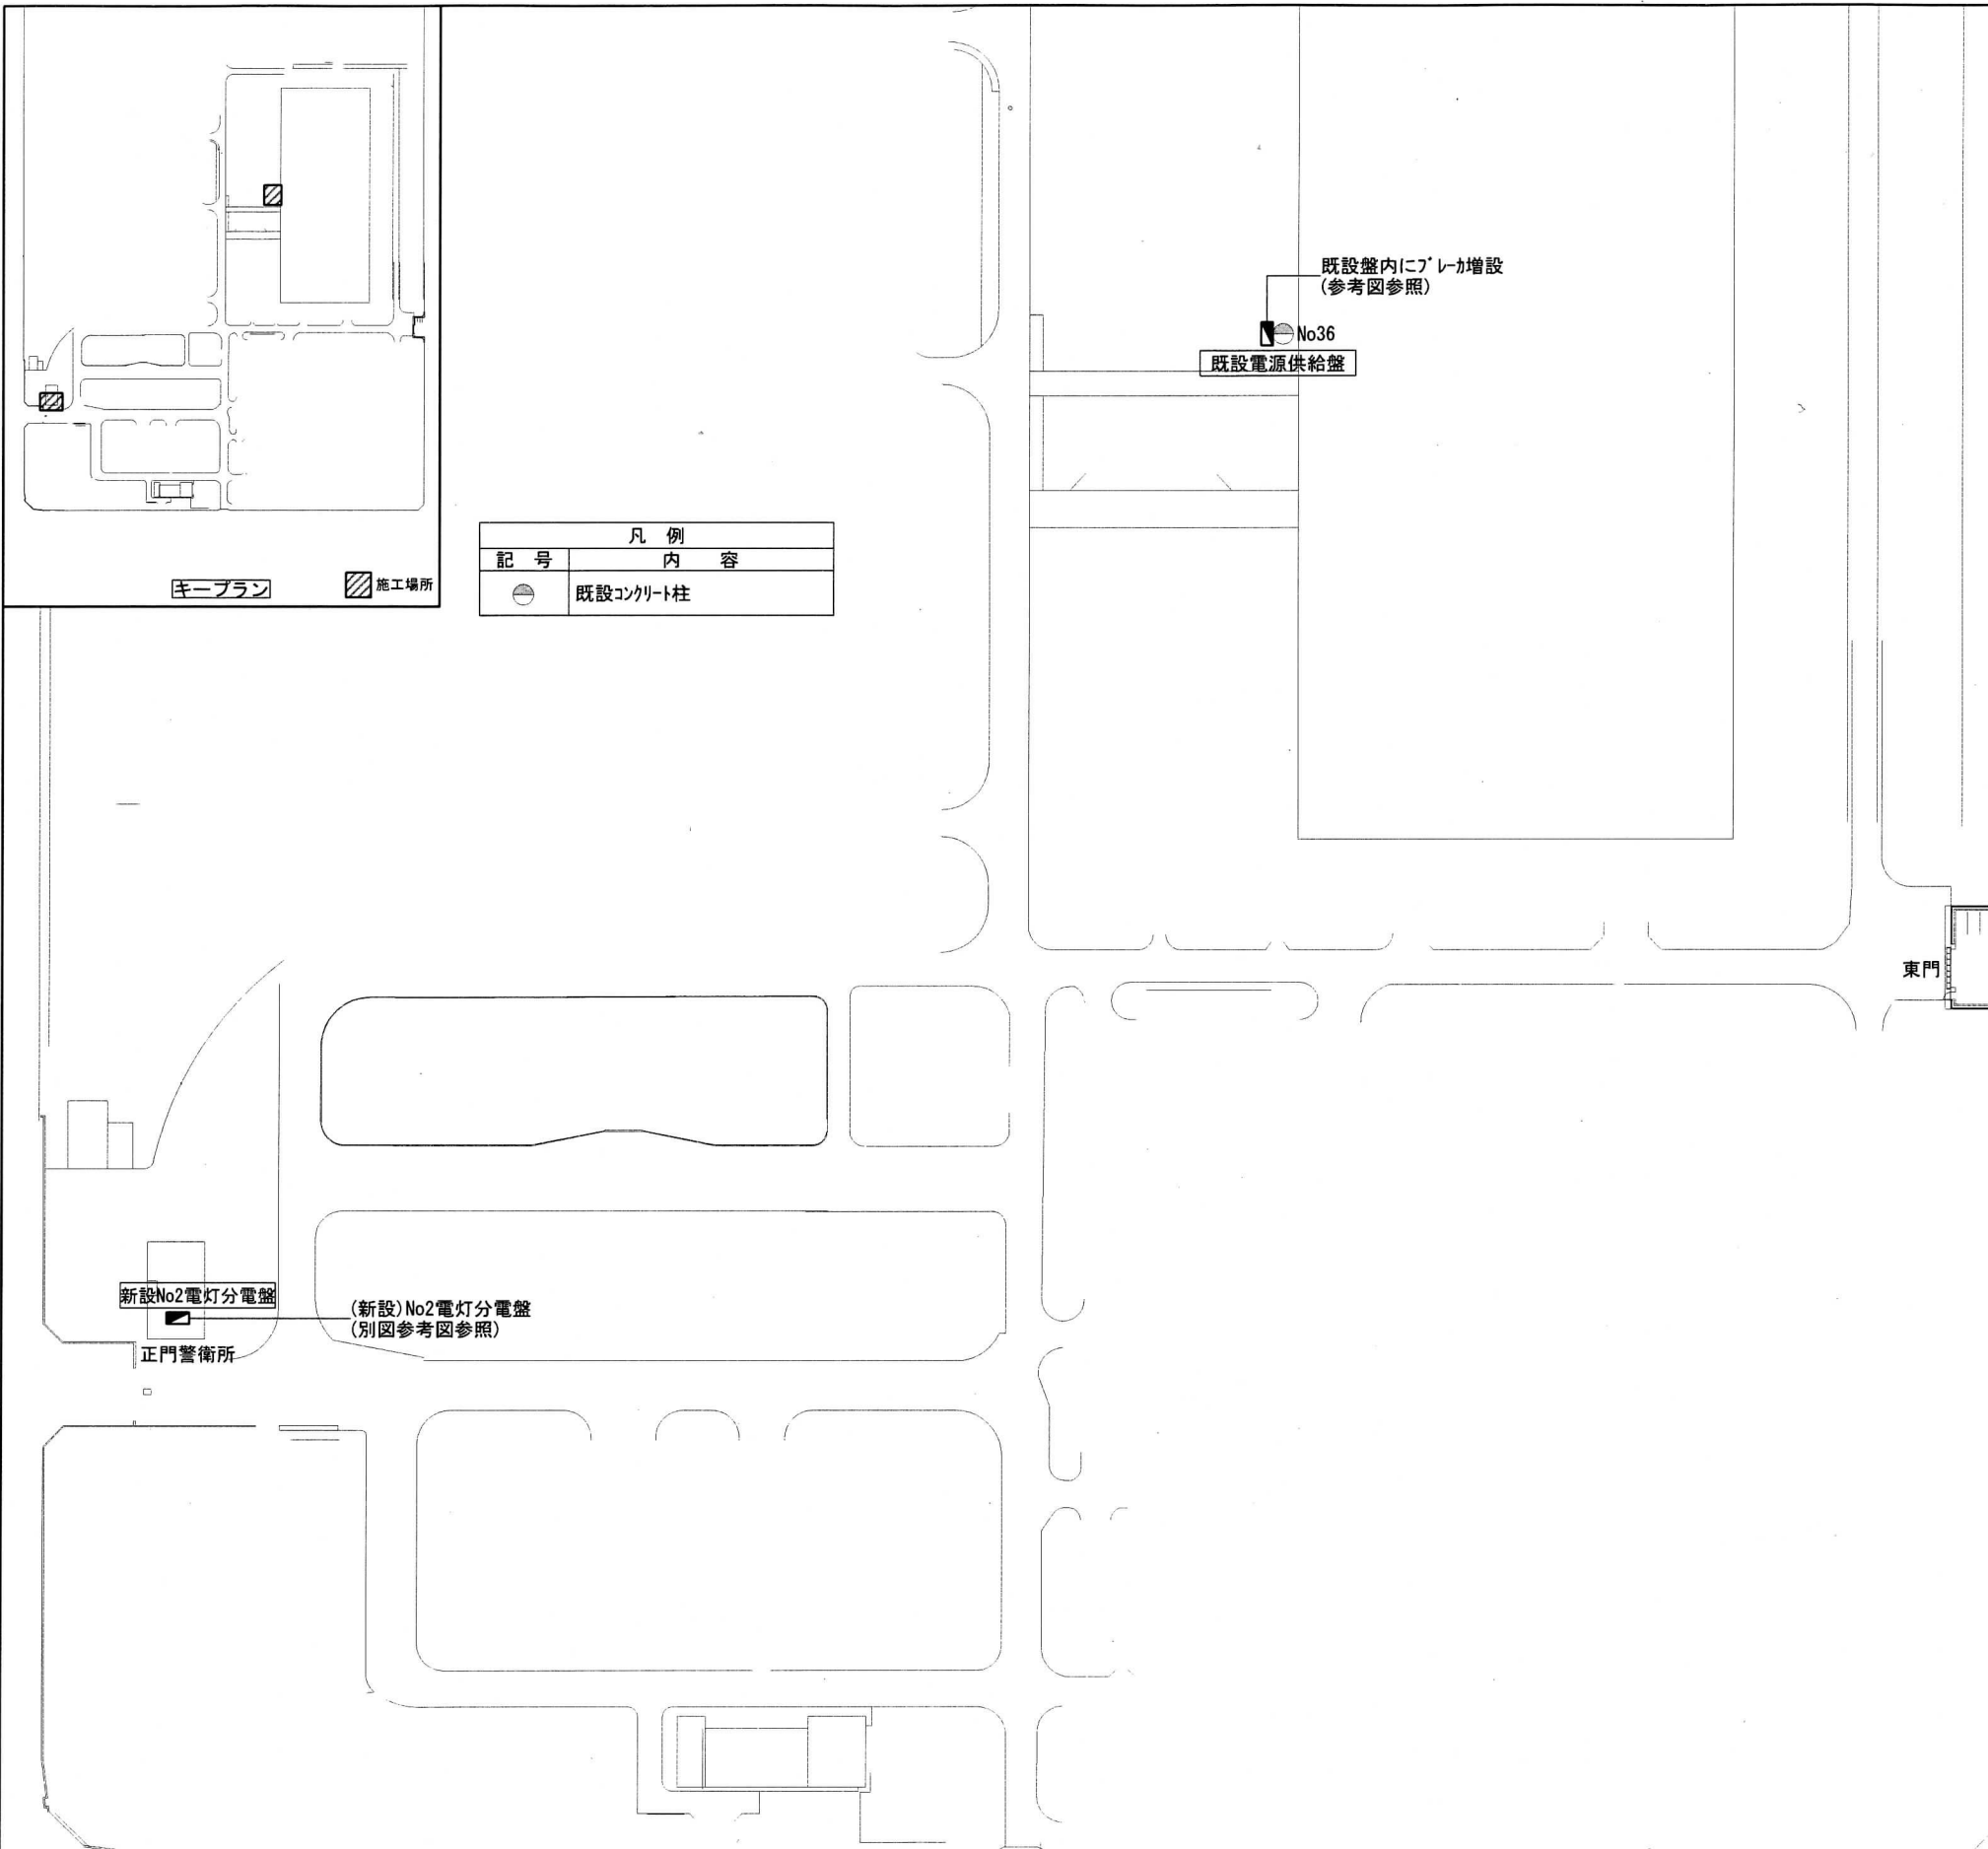 キープラン
施工場所
凡 例
記 号 内 容
既設コンクリート柱
既設盤内にブレーカ増設
(参考図参照)
No36
既設電源供給盤
東門
新設No2電灯分電盤
(新設)No2電灯分電盤
(別図参考図参照)
正門警衛所